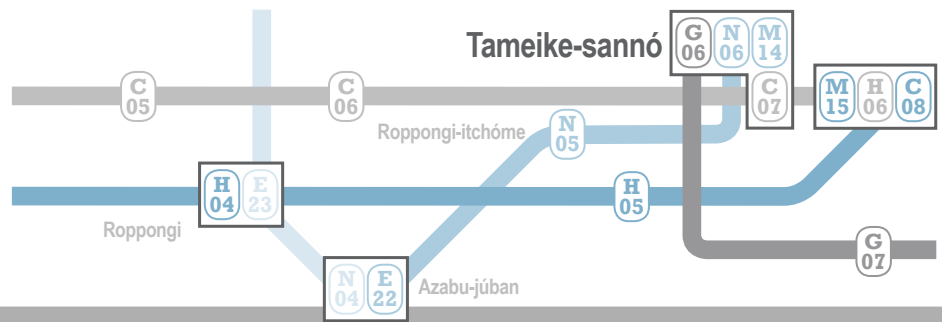 Tameike-sannó
G
06
N
06
M
14
C
05
C
06
C
07
M
15
H
06
C
08
Roppongi-itchóme
N
05
H
04
E
23
H
05
Roppongi
G
07
N
04
E
22
Azabu-júban